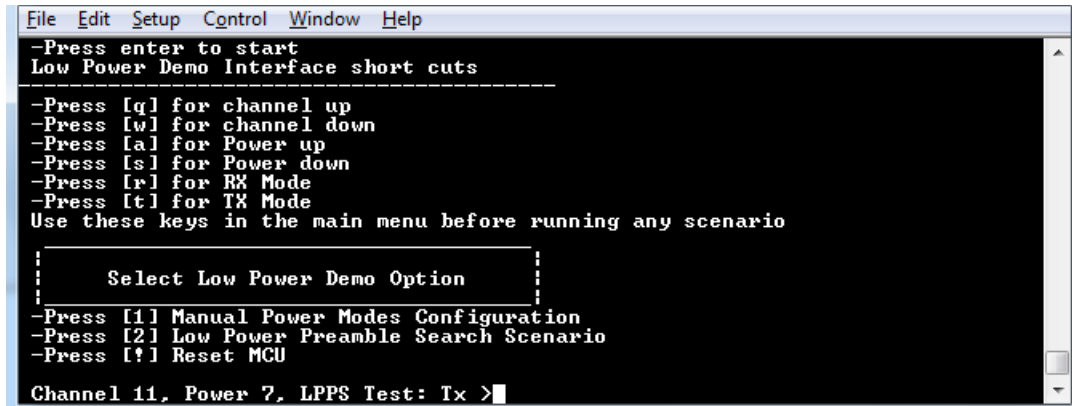 File Edit Setup Control Window Help
-Press enter to start
Low Power Demo Interface short cuts
--------------------------------------------
-Press [q] for channel up
-Press [w] for channel down
-Press [a] for Power up
-Press [s] for Power down
-Press [r] for RX Mode
-Press [t] for TX Mode
Use these keys in the main menu before running any scenario
Select Low Power Demo Option
-Press [1] Manual Power Modes Configuration
-Press [2] Low Power Preamble Search Scenario
-Press [!] Reset MCU
Channel 11, Power 7, LPPS Test: Tx >